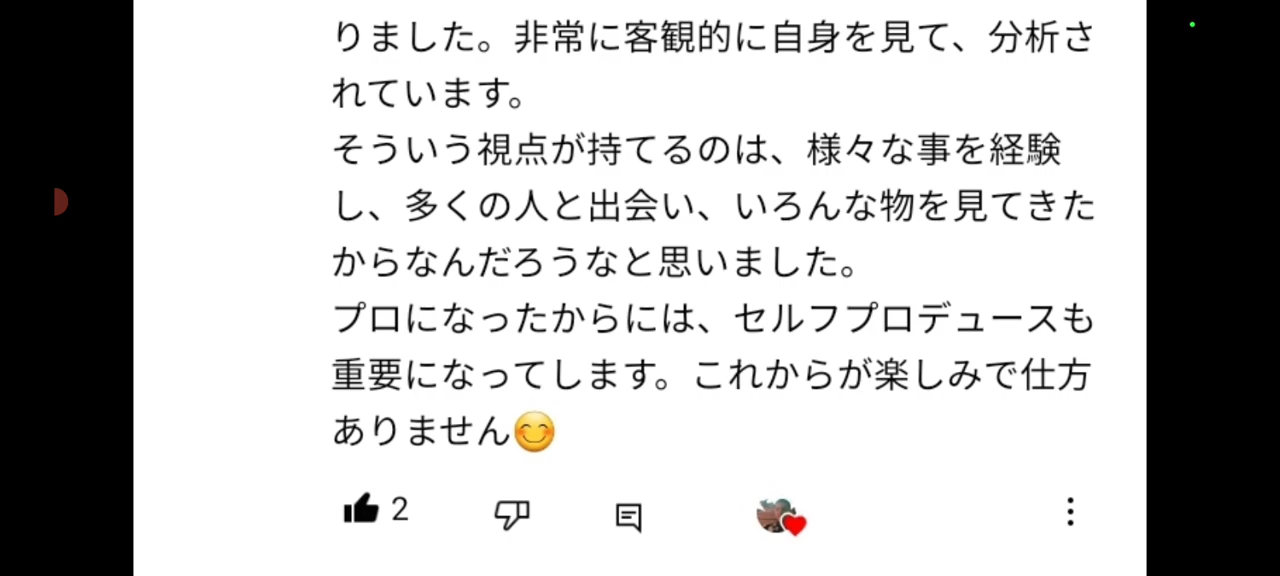 りました。非常に客観的に自身を見て、分析さ
れています。
そういう視点が持てるのは、様々な事を経験
し、多くの人と出会い、いろんな物を見てきた
からなんだろうなと思いました。
プロになったからには、セルフプロデュースも
重要になってします。これからが楽しみで仕方
ありません😊
2